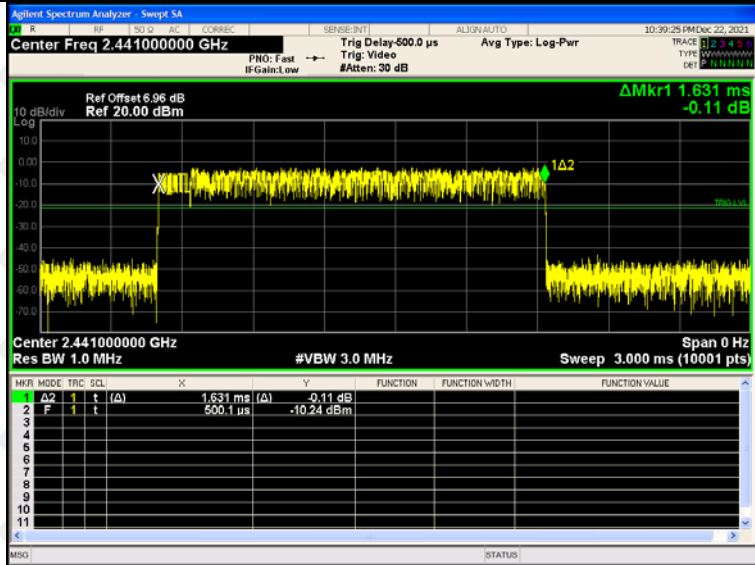 Agilent Spectrum Analyzer - Swept SA
LXI R RF 50 Ω AC CORREC SENSE:INT ALIGNAUTO 10:39:25 PM Dec 22, 2021
Center Freq 2.441000000 GHz Trig Delay-500.0 µs Avg Type: Log-Pwr TRACE 1 2 3 4 5 6
PNO: Fast Trig: Video TYPE WWWWWW
IFGain:Low #Atten: 30 dB DET P N N N N N
ΔMkr1 1.631 ms
-0.11 dB
Ref Offset 6.96 dB
10 dB/div Ref 20.00 dBm
Log
10.0
0.00
1Δ2
-10.0
-20.0
TRIG LVL
-30.0
-40.0
-50.0
-60.0
-70.0
Center 2.441000000 GHz Span 0 Hz
Res BW 1.0 MHz #VBW 3.0 MHz Sweep 3.000 ms (10001 pts)
MKR MODE TRC SCL X Y FUNCTION FUNCTION WIDTH FUNCTION VALUE
1 Δ2 1 t (Δ) 1.631 ms (Δ) -0.11 dB
2 F 1 t 500.1 µs -10.24 dBm
3
4
5
6
7
8
9
10
11
MSG STATUS